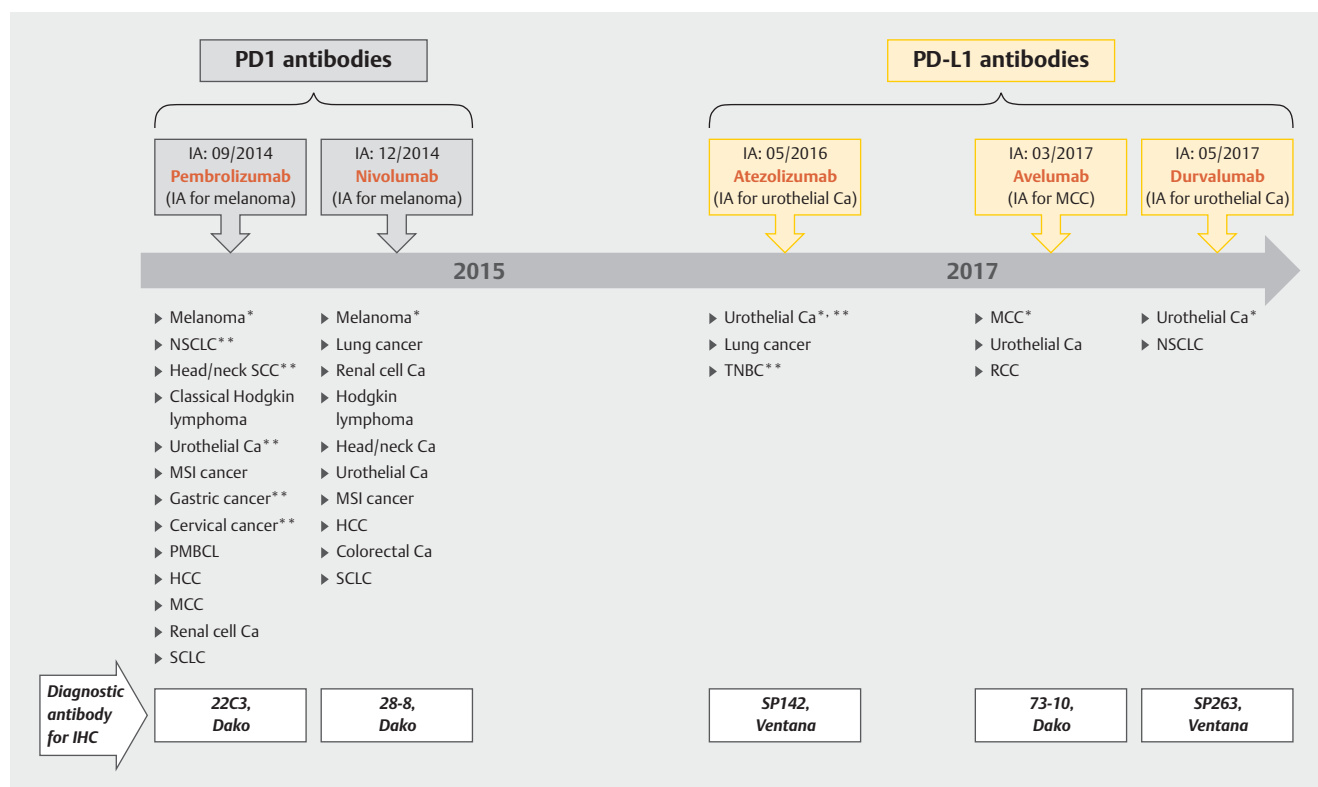 PD1 antibodies
PD-L1 antibodies
IA: 09/2014
Pembrolizumab
(IA for melanoma)
IA: 12/2014
Nivolumab
(IA for melanoma)
IA: 05/2016
Atezolizumab
(IA for urothelial Ca)
IA: 03/2017
Avelumab
(IA for MCC)
IA: 05/2017
Durvalumab
(IA for urothelial Ca)
2015
2017
Melanoma*
NSCLC**
Head/neck SCC**
Classical Hodgkin
lymphoma
Urothelial Ca**
MSI cancer
Gastric cancer**
Cervical cancer**
PMBCL
HCC
MCC
Renal cell Ca
SCLC
Melanoma*
Lung cancer
Renal cell Ca
Hodgkin
lymphoma
Head/neck Ca
Urothelial Ca
MSI cancer
HCC
Colorectal Ca
SCLC
Urothelial Ca*, **
Lung cancer
TNBC**
MCC*
Urothelial Ca
RCC
Urothelial Ca*
NSCLC
Diagnostic
antibody
for IHC
22C3,
Dako
28-8,
Dako
SP142,
Ventana
73-10,
Dako
SP263,
Ventana